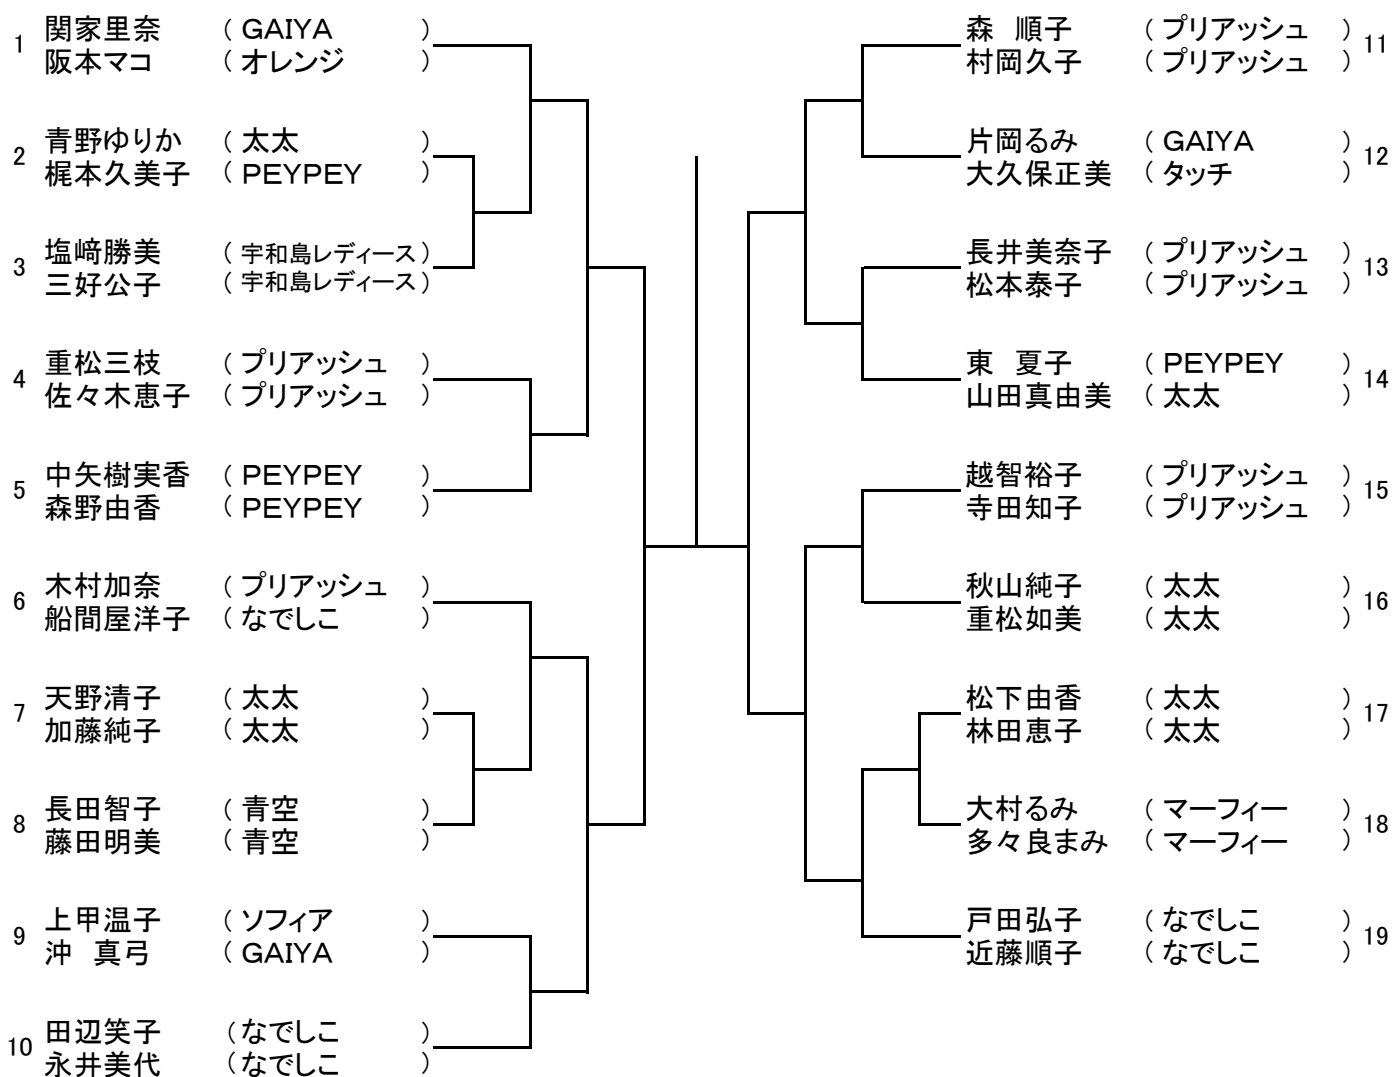 1 関家里奈 ( GAIYA )
阪本マコ ( オレンジ )
2 青野ゆりか ( 太太 )
梶本久美子 ( PEYPEY )
3 塩﨑勝美 ( 宇和島レディース )
三好公子 ( 宇和島レディース )
4 重松三枝 ( プリアッシュ )
佐々木恵子 ( プリアッシュ )
5 中矢樹実香 ( PEYPEY )
森野由香 ( PEYPEY )
6 木村加奈 ( プリアッシュ )
船間屋洋子 ( なでしこ )
7 天野清子 ( 太太 )
加藤純子 ( 太太 )
8 長田智子 ( 青空 )
藤田明美 ( 青空 )
9 上甲温子 ( ソフィア )
沖 真弓 ( GAIYA )
10 田辺笑子 ( なでしこ )
永井美代 ( なでしこ )
森 順子 ( プリアッシュ ) 11
村岡久子 ( プリアッシュ )
片岡るみ ( GAIYA ) 12
大久保正美 ( タッチ )
長井美奈子 ( プリアッシュ ) 13
松本泰子 ( プリアッシュ )
東 夏子 ( PEYPEY ) 14
山田真由美 ( 太太 )
越智裕子 ( プリアッシュ ) 15
寺田知子 ( プリアッシュ )
秋山純子 ( 太太 ) 16
重松如美 ( 太太 )
松下由香 ( 太太 ) 17
林田恵子 ( 太太 )
大村るみ ( マーフィー ) 18
多々良まみ ( マーフィー )
戸田弘子 ( なでしこ ) 19
近藤順子 ( なでしこ )